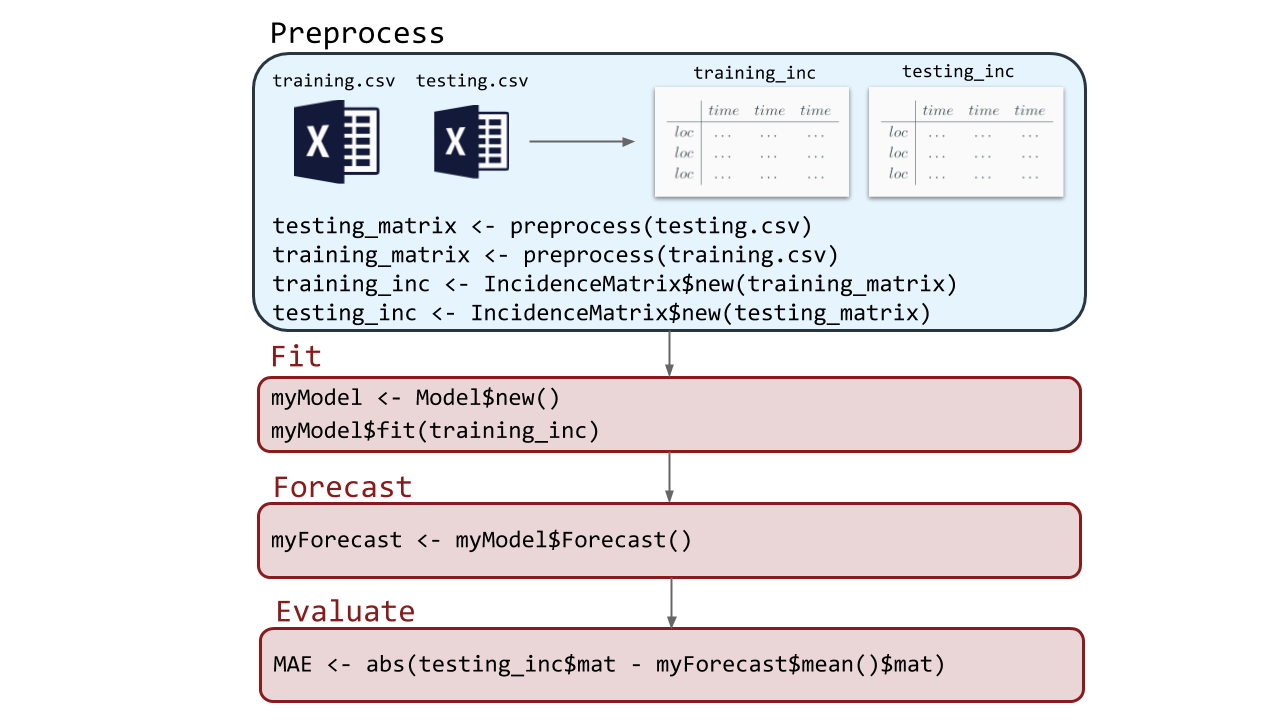 Preprocess
training.csv testing.csv
training_inc testing_inc
X X
time time time
loc ... ... ...
loc ... ... ...
loc ... ... ...
time time time
loc ... ... ...
loc ... ... ...
loc ... ... ...
testing_matrix <- preprocess(testing.csv)
training_matrix <- preprocess(training.csv)
training_inc <- IncidenceMatrix$new(training_matrix)
testing_inc <- IncidenceMatrix$new(testing_matrix)
Fit
myModel <- Model$new()
myModel$fit(training_inc)
Forecast
myForecast <- myModel$Forecast()
Evaluate
MAE <- abs(testing_inc$mat - myForecast$mean()$mat)